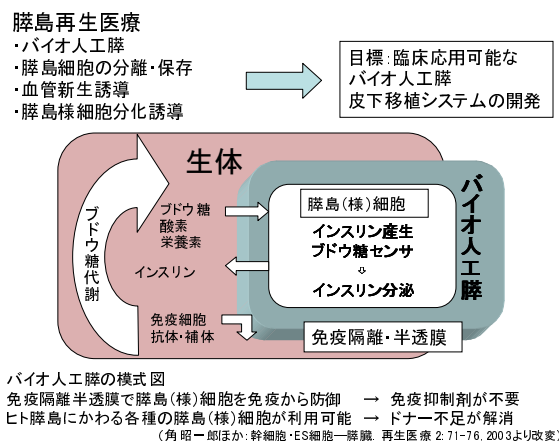 膵島再生医療
・バイオ人工膵
・膵島細胞の分離・保存
・血管新生誘導
・膵島様細胞分化誘導
目標：臨床応用可能な
バイオ人工膵
皮下移植システムの開発
生体
バイオ人工膵
ブドウ糖代謝
ブドウ糖
酸素
栄養素
インスリン
免疫細胞
抗体・補体
膵島（様）細胞
インスリン産生
ブドウ糖センサ
⇩
インスリン分泌
免疫隔離・半透膜
バイオ人工膵の模式図
免疫隔離半透膜で膵島(様)細胞を免疫から防御 → 免疫抑制剤が不要
ヒト膵島にかわる各種の膵島(様)細胞が利用可能 → ドナー不足が解消
（角 昭一郎ほか：幹細胞・ES細胞―膵臓. 再生医療 2：71-76, 2003より改変）